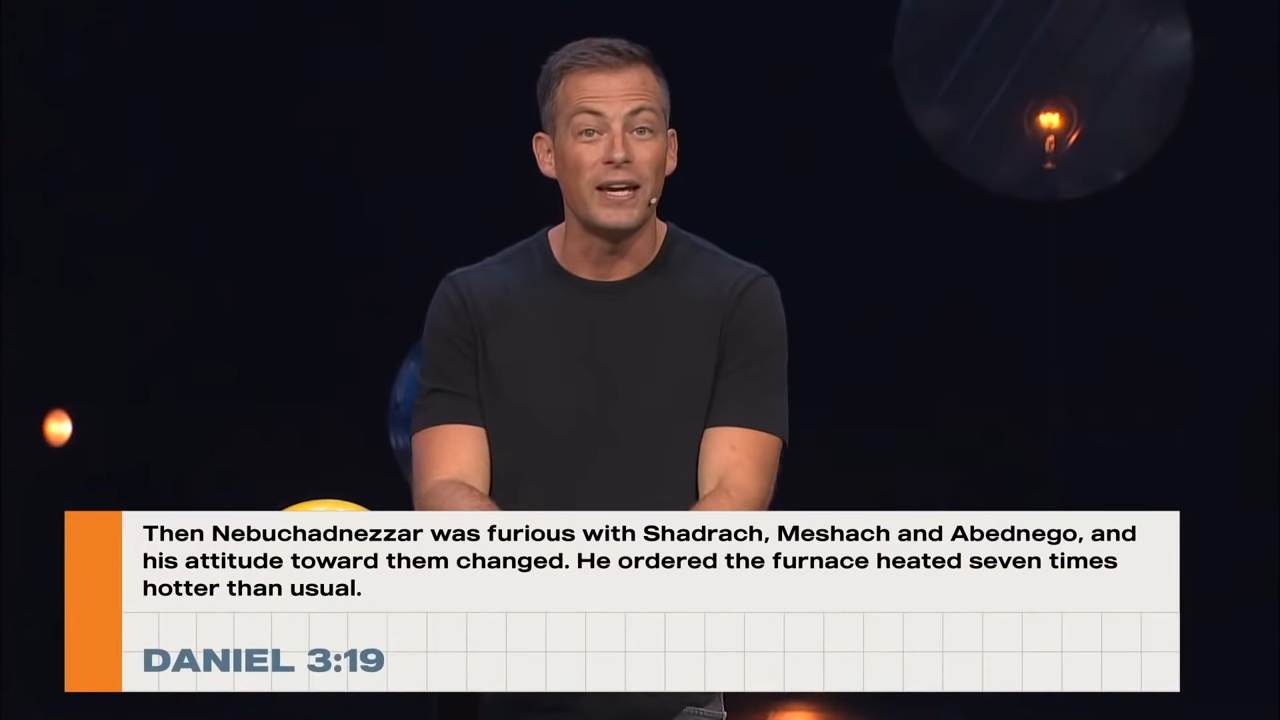 Then Nebuchadnezzar was furious with Shadrach, Meshach and Abednego, and
his attitude toward them changed. He ordered the furnace heated seven times
hotter than usual.
DANIEL 3:19